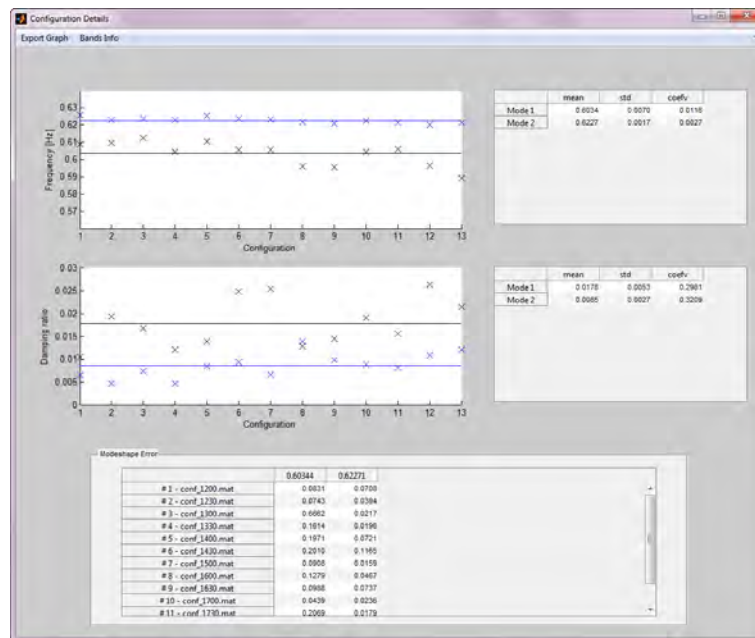 Configuration Details
Export Graph Bands Info
0.63
0.62
0.61
0.6
0.59
0.58
0.57
Frequency [Hz]
1 2 3 4 5 6 7 8 9 10 11 12 13
Configuration
mean std coefv
Mode 1 0.6034 0.0070 0.0116
Mode 2 0.6227 0.0017 0.0027
0.03
0.025
0.02
0.015
0.01
0.005
0
Damping ratio
1 2 3 4 5 6 7 8 9 10 11 12 13
Configuration
mean std coefv
Mode 1 0.0178 0.0053 0.2981
Mode 2 0.0085 0.0027 0.3209
Modeshape Error
0.60344 0.62271
# 1 - conf_1200.mat 0.0831 0.0708
# 2 - conf_1230.mat 0.0743 0.0384
# 3 - conf_1300.mat 0.6662 0.0217
# 4 - conf_1330.mat 0.1614 0.0196
# 5 - conf_1400.mat 0.1971 0.0721
# 6 - conf_1430.mat 0.2010 0.1165
# 7 - conf_1500.mat 0.0908 0.0159
# 8 - conf_1600.mat 0.1279 0.0467
# 9 - conf_1630.mat 0.0988 0.0737
# 10 - conf_1700.mat 0.0439 0.0236
# 11 - conf_1730.mat 0.2069 0.0179